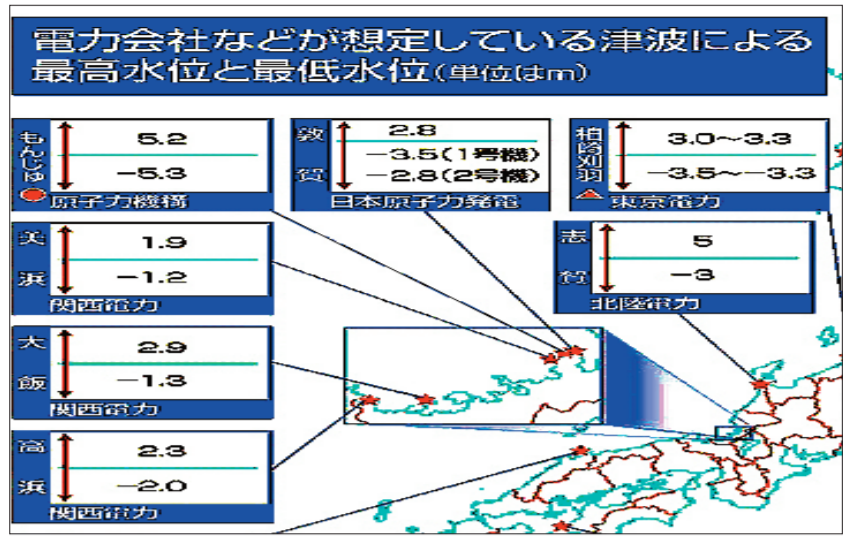 電力会社などが想定している津波による
最高水位と最低水位(単位はm)
もんじゅ
5.2
−5.3
原子力機構
敦賀
2.8
−3.5(1号機)
−2.8(2号機)
日本原子力発電
柏崎刈羽
3.0〜3.3
−3.5〜−3.3
東京電力
美浜
1.9
−1.2
関西電力
志賀
5
−3
北陸電力
大飯
2.9
−1.3
関西電力
高浜
2.3
−2.0
関西電力